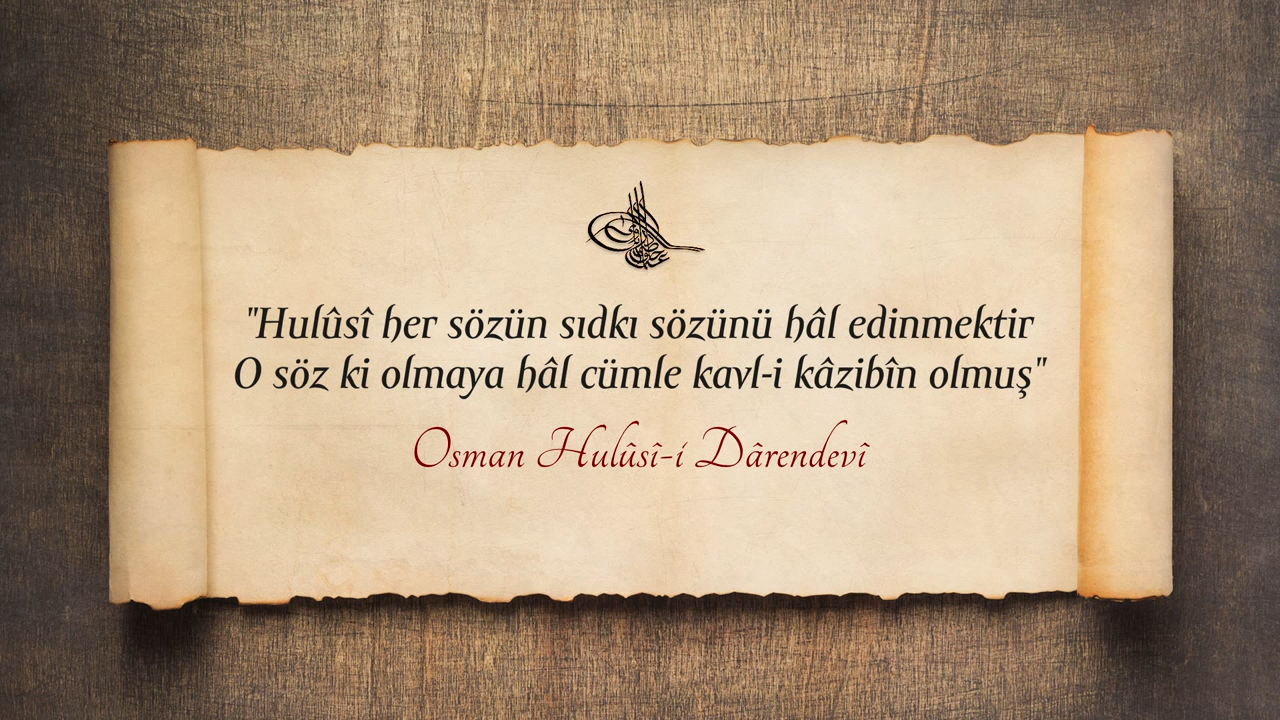 "Hulûsî her sözün sıdkı sözünü hâl edinmektir
O söz ki olmaya hâl cümle kavl-i kâzibîn olmuş"
Osman Hulûsî-i Dârendevî